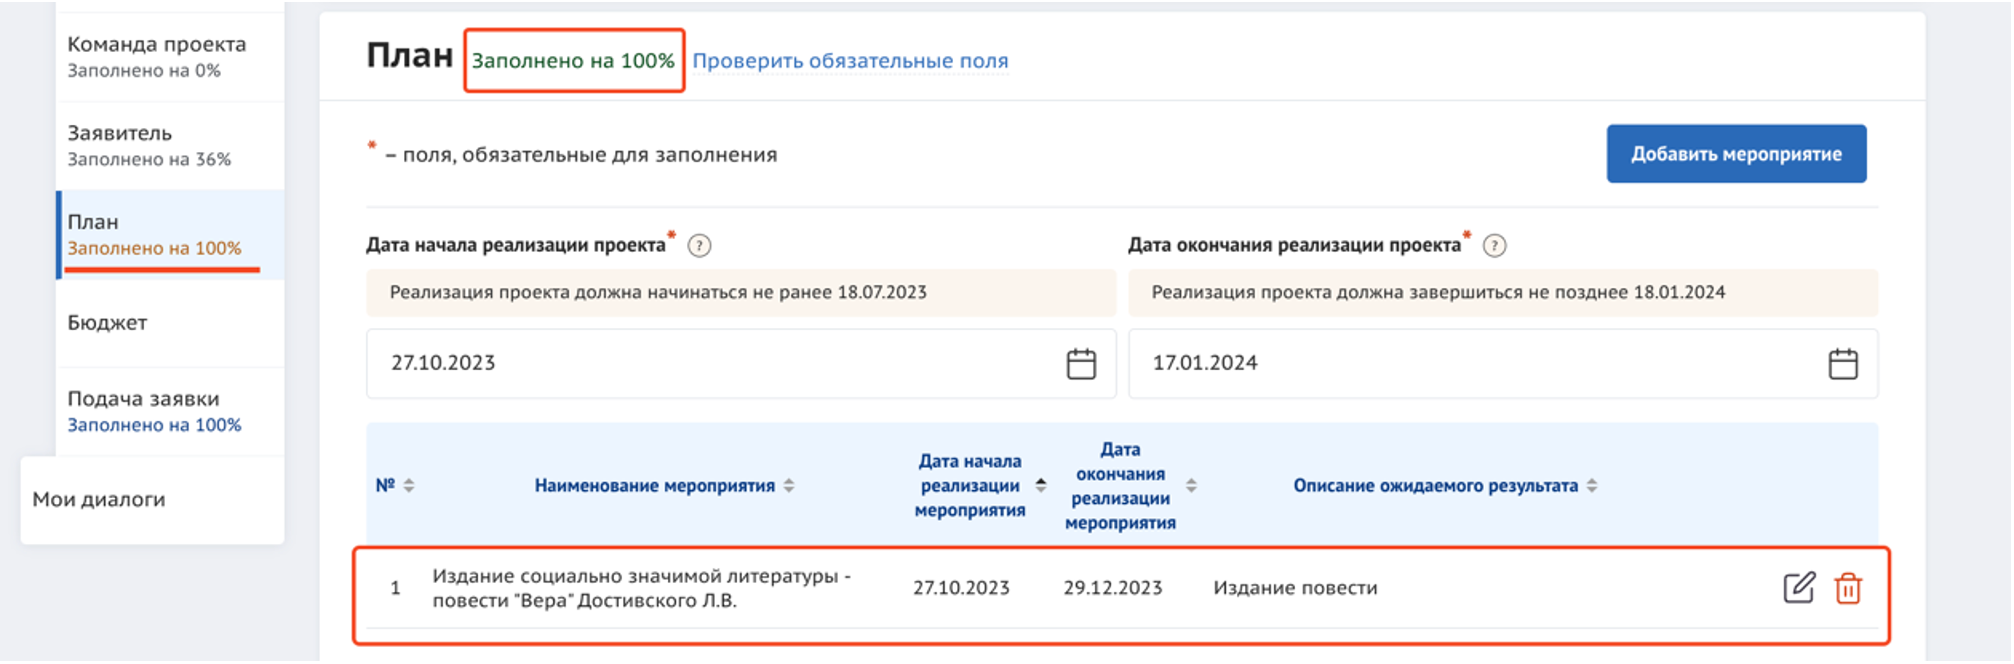 Команда проекта
Заполнено на 0%
Заявитель
Заполнено на 36%
План
Заполнено на 100%
Бюджет
Подача заявки
Заполнено на 100%
Мои диалоги
План Заполнено на 100% Проверить обязательные поля
* – поля, обязательные для заполнения
Добавить мероприятие
Дата начала реализации проекта* ?
Реализация проекта должна начинаться не ранее 18.07.2023
27.10.2023
Дата окончания реализации проекта* ?
Реализация проекта должна завершиться не позднее 18.01.2024
17.01.2024
№
Наименование мероприятия
Дата начала
реализации
мероприятия
Дата
окончания
реализации
мероприятия
Описание ожидаемого результата
1
Издание социально значимой литературы -
повести "Вера" Достивского Л.В.
27.10.2023
29.12.2023
Издание повести